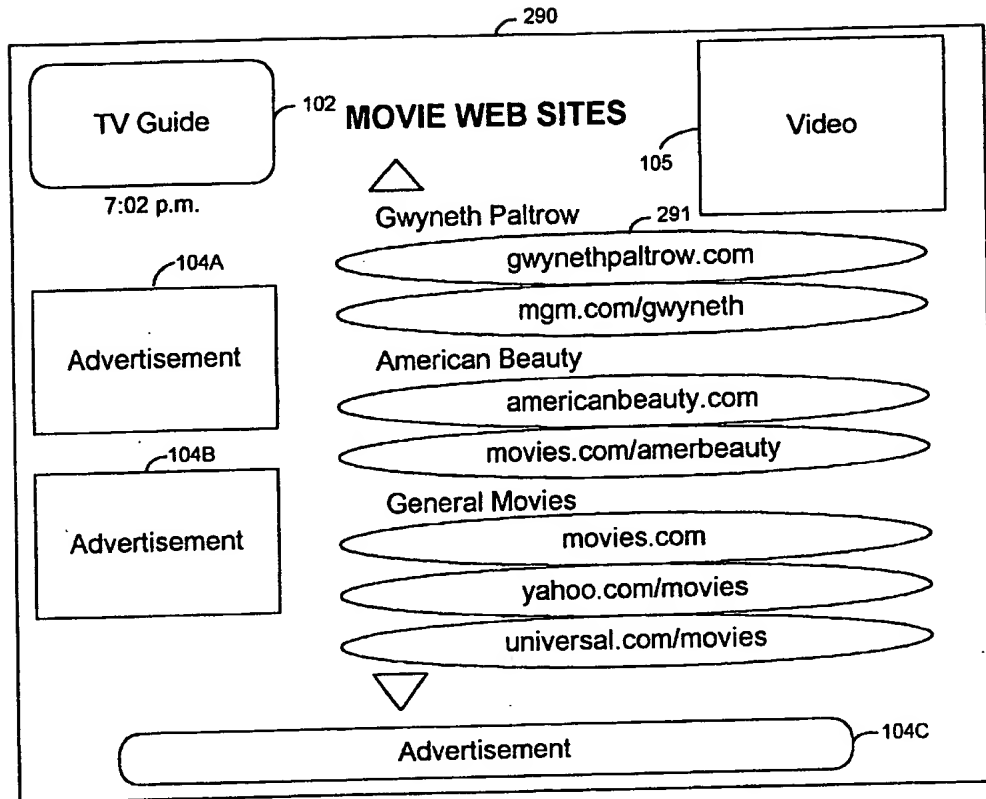 290
TV Guide
102
MOVIE WEB SITES
Video
105
7:02 p.m.
Gwyneth Paltrow
291
gwynethpaltrow.com
mgm.com/gwyneth
104A
Advertisement
American Beauty
americanbeauty.com
movies.com/amerbeauty
104B
Advertisement
General Movies
movies.com
yahoo.com/movies
universal.com/movies
Advertisement
104C